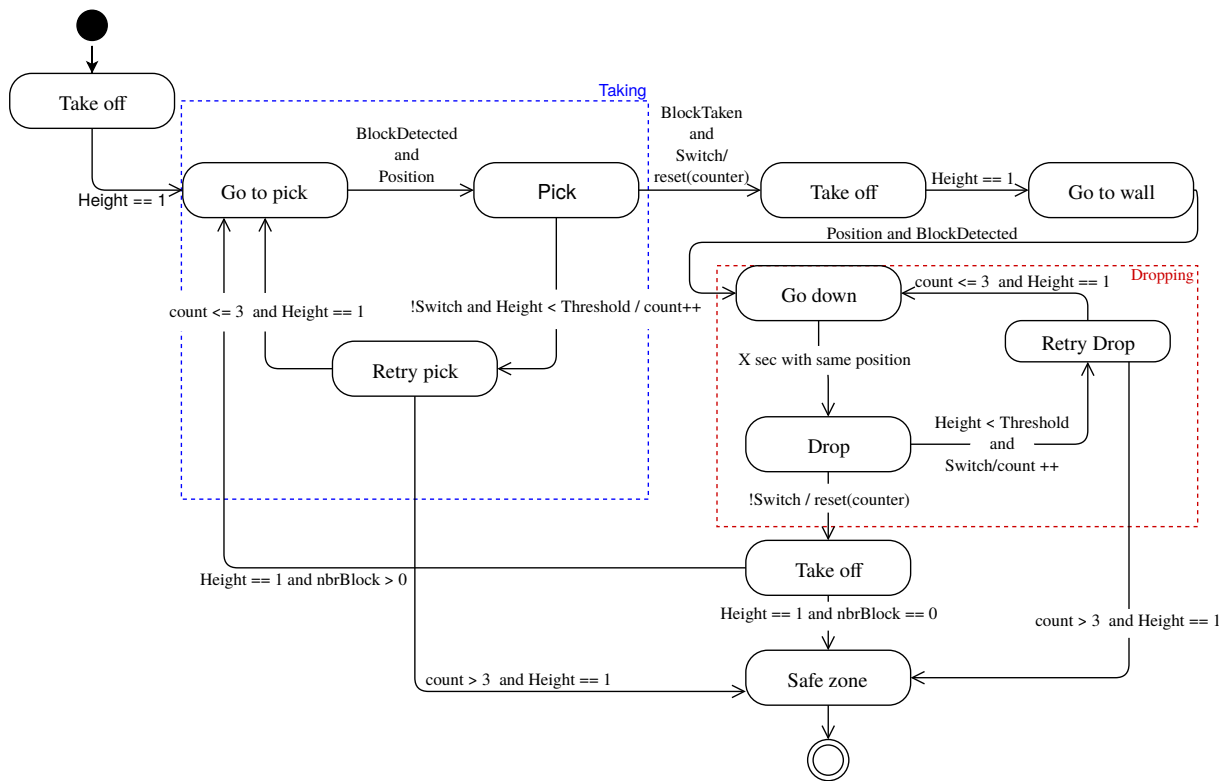 Take off
Taking
BlockDetected
and
Position
BlockTaken
and
Switch/
reset(counter)
Height == 1
Go to pick
Pick
Take off
Height == 1
Go to wall
Position and BlockDetected
Dropping
count <= 3  and Height == 1
Go down
count <= 3  and Height == 1
!Switch and Height < Threshold / count++
Retry pick
Retry Drop
X sec with same position
Drop
Height < Threshold
and
Switch/count ++
!Switch / reset(counter)
Take off
Height == 1 and nbrBlock > 0
Height == 1 and nbrBlock == 0
count > 3  and Height == 1
count > 3  and Height == 1
Safe zone